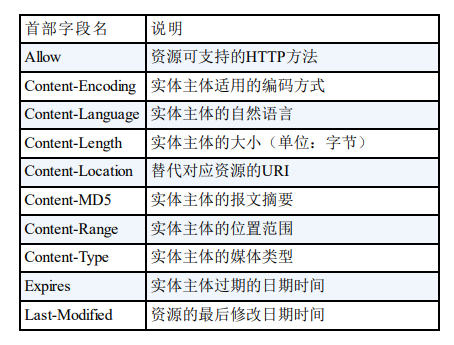 首部字段名 说明
Allow 资源可支持的HTTP方法
Content-Encoding 实体主体适用的编码方式
Content-Language 实体主体的自然语言
Content-Length 实体主体的大小（单位：字节）
Content-Location 替代对应资源的URI
Content-MD5 实体主体的报文摘要
Content-Range 实体主体的位置范围
Content-Type 实体主体的媒体类型
Expires 实体主体过期的日期时间
Last-Modified 资源的最后修改日期时间